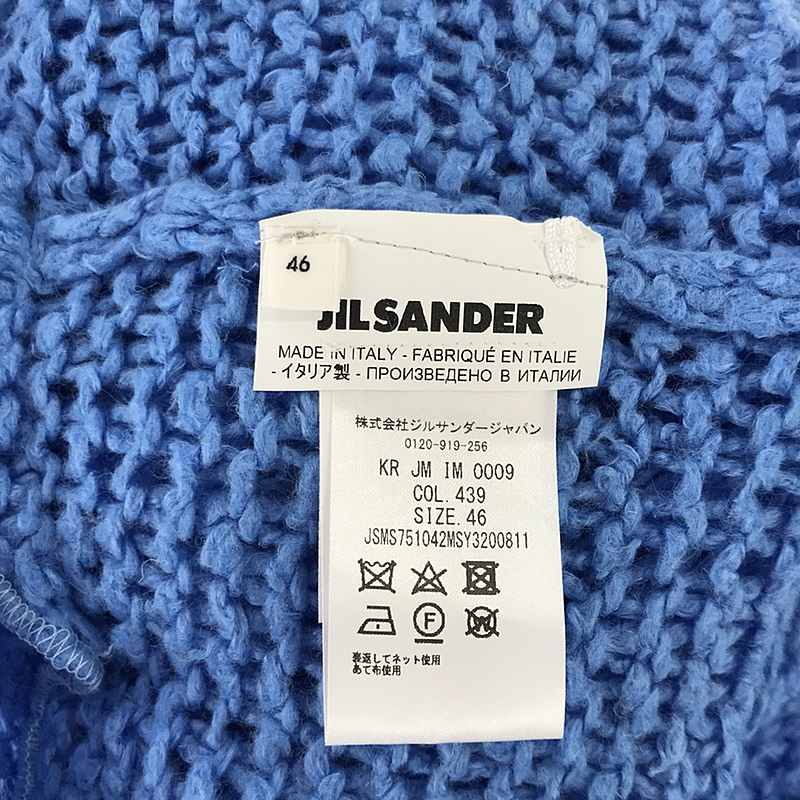 46
JIL SANDER
MADE IN ITALY - FABRIQUÉ EN ITALIE
- イタリア製 - ПРОИЗВЕДЕНО В ИТАЛИИ
株式会社ジルサンダージャパン
0120-919-256
KR JM IM 0009
COL. 439
SIZE. 46
JSMS751042MSY3200811
裏返してネット使用
あて布使用